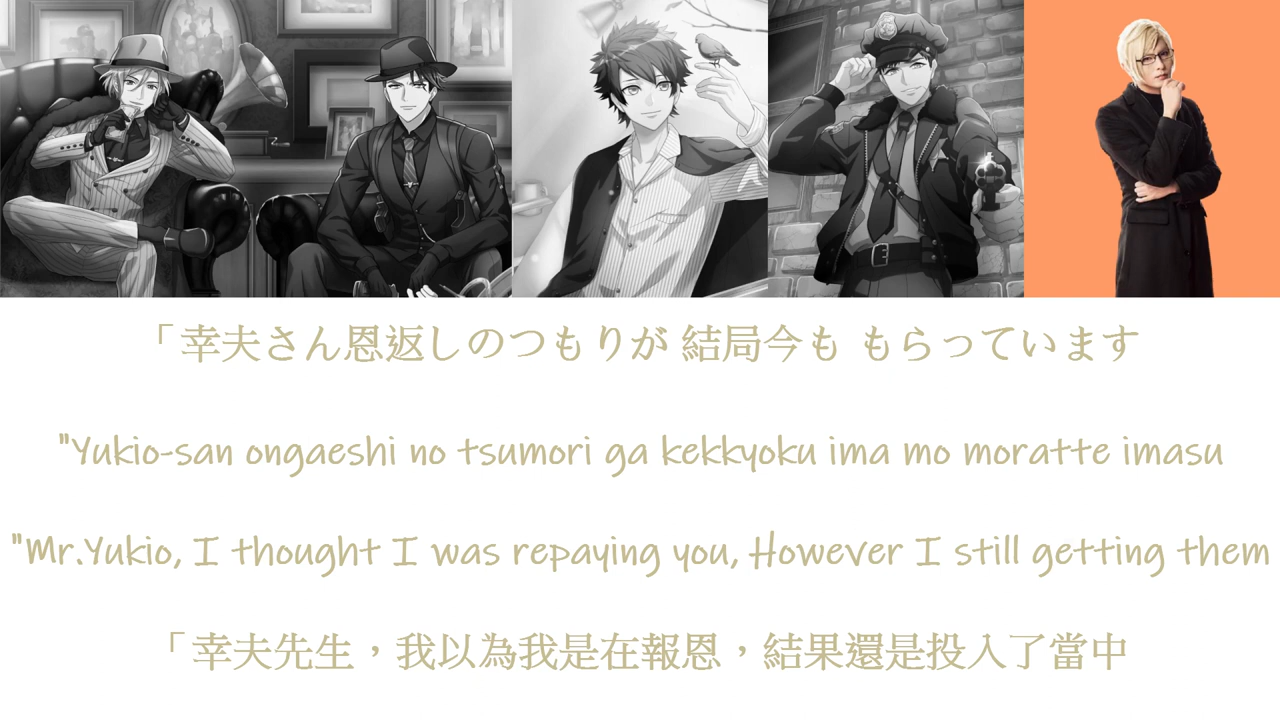 「幸夫さん恩返しのつもりが 結局今も もらっています
"Yukio-san ongaeshi no tsumori ga kekkyoku ima mo moratte imasu
"Mr.Yukio, I thought I was repaying you, However I still getting them
「幸夫先生，我以為我是在報恩，結果還是投入了當中